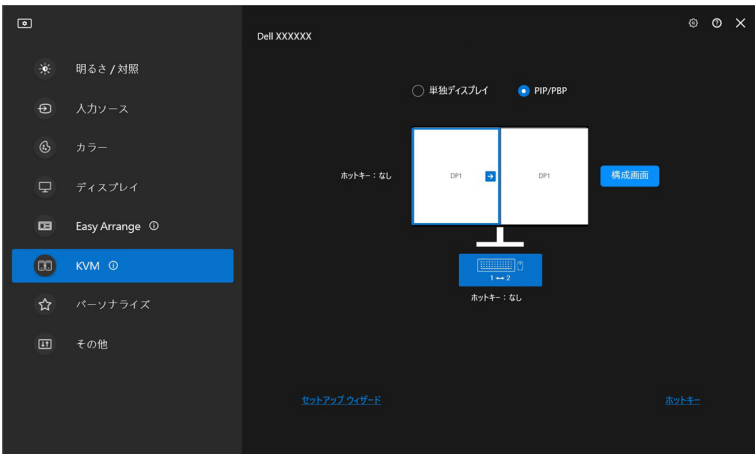 Dell XXXXXX
明るさ / 対照
入力ソース
カラー
ディスプレイ
Easy Arrange
KVM
パーソナライズ
その他
単独ディスプレイ
PIP/PBP
ホットキー：なし
DP1
DP1
構成画面
1 ↔ 2
ホットキー：なし
セットアップ ウィザード
ホットキー